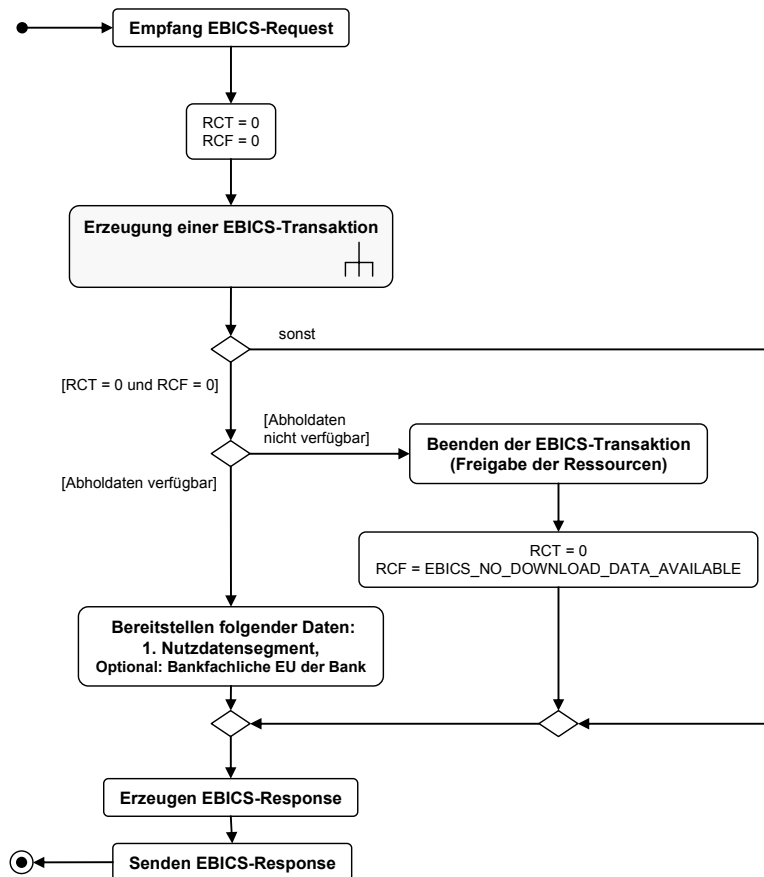 Empfang EBICS-Request
RCT = 0
RCF = 0
Erzeugung einer EBICS-Transaktion
sonst
[RCT = 0 und RCF = 0]
[Abholdaten
nicht verfügbar]
Beenden der EBICS-Transaktion
(Freigabe der Ressourcen)
[Abholdaten verfügbar]
RCT = 0
RCF = EBICS_NO_DOWNLOAD_DATA_AVAILABLE
Bereitstellen folgender Daten:
1. Nutzdatensegment,
Optional: Bankfachliche EU der Bank
Erzeugen EBICS-Response
Senden EBICS-Response